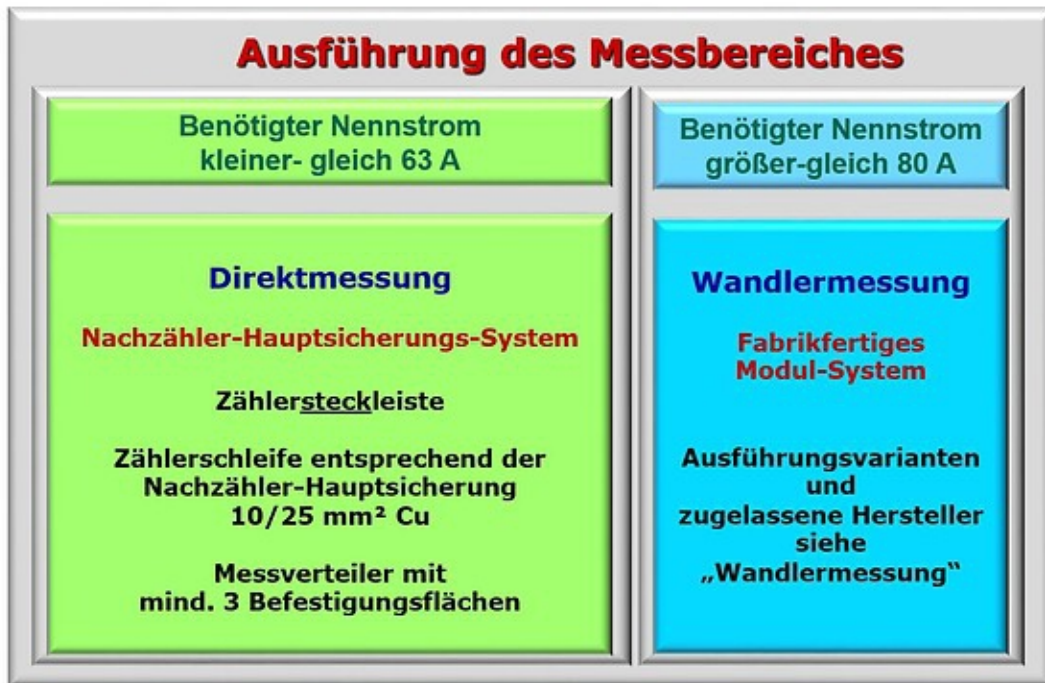 Ausführung des Messbereiches
Benötigter Nennstrom
kleiner- gleich 63 A
Direktmessung
Nachzähler-Hauptsicherungs-System
Zählersteckleiste
Zählerschleife entsprechend der
Nachzähler-Hauptsicherung
10/25 mm² Cu
Messverteiler mit
mind. 3 Befestigungsflächen
Benötigter Nennstrom
größer-gleich 80 A
Wandlermessung
Fabrikfertiges
Modul-System
Ausführungsvarianten
und
zugelassene Hersteller
siehe
„Wandlermessung“